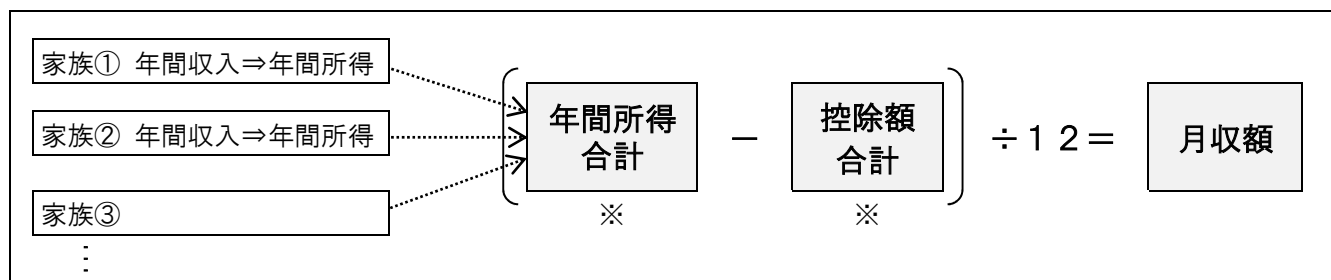 家族① 年間収入⇒年間所得
家族② 年間収入⇒年間所得
家族③
⋮
年間所得
合計
※
－
控除額
合計
※
÷１２＝
月収額